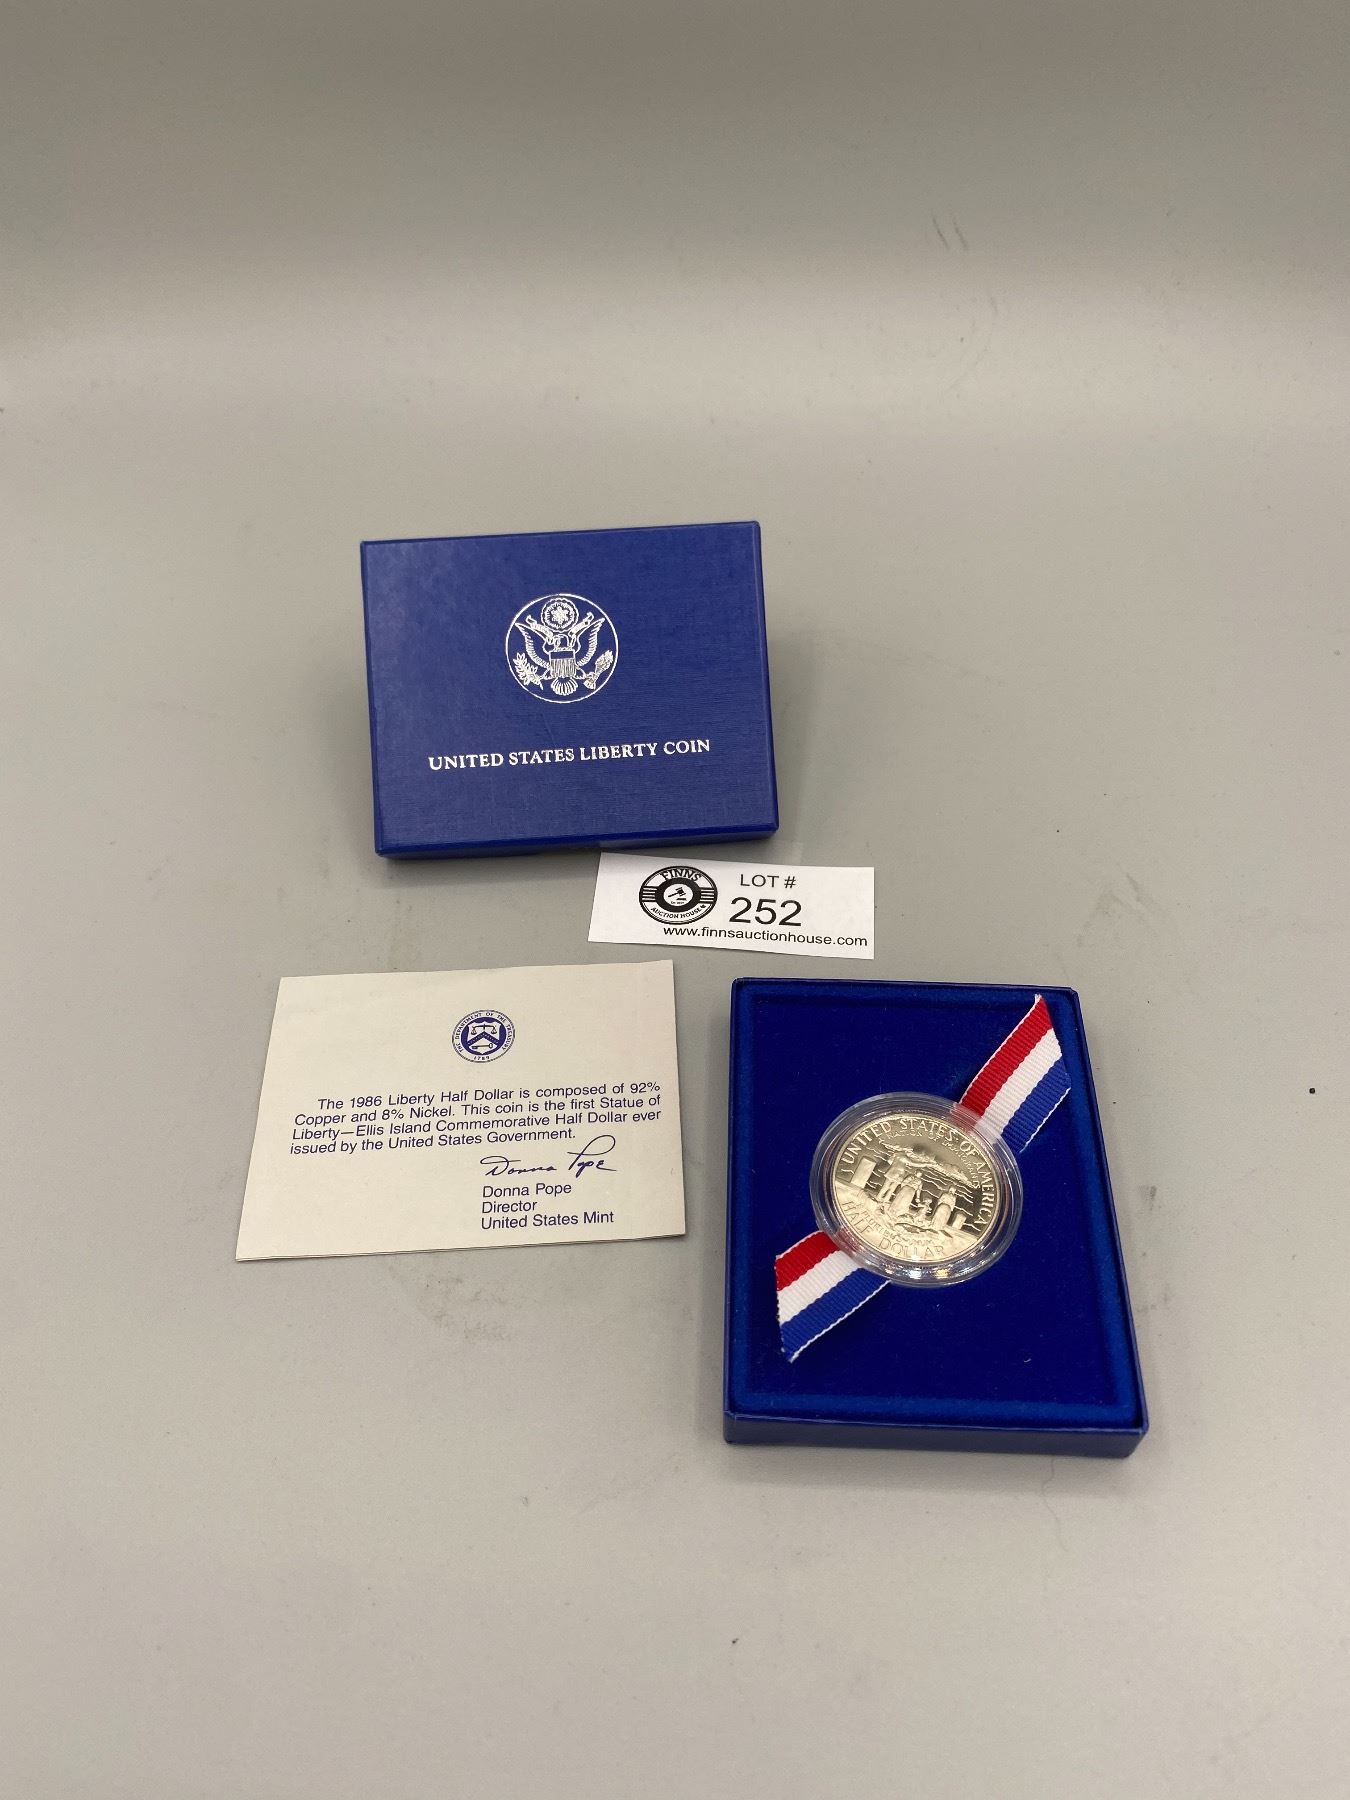 UNITED STATES LIBERTY COIN
FINNS
AUCTION HOUSE
LOT #
252
www.finnsauctionhouse.com
THE DEPARTMENT OF THE TREASURY
1789
The 1986 Liberty Half Dollar is composed of 92%
Copper and 8% Nickel. This coin is the first Statue of
Liberty—Ellis Island Commemorative Half Dollar ever
issued by the United States Government.
Donna Pope
Donna Pope
Director
United States Mint
UNITED STATES OF AMERICA
E PLURIBUS UNUM
HALF DOLLAR